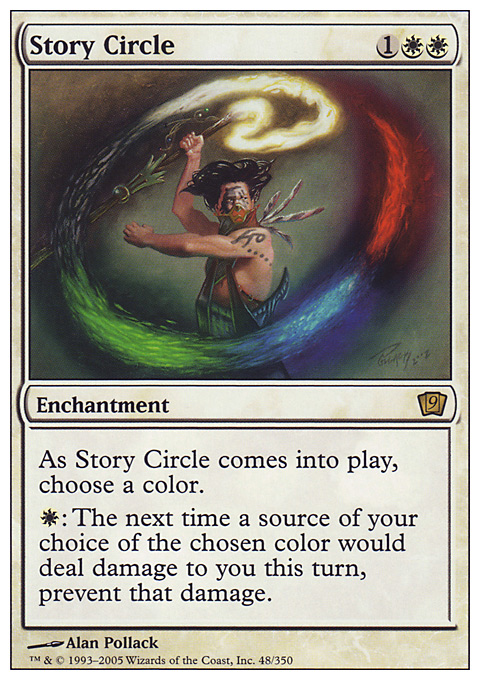 Story Circle 1
Enchantment 9
As Story Circle comes into play,
choose a color.
: The next time a source of your
choice of the chosen color would
deal damage to you this turn,
prevent that damage.
Alan Pollack
™ & © 1993–2005 Wizards of the Coast, Inc. 48/350